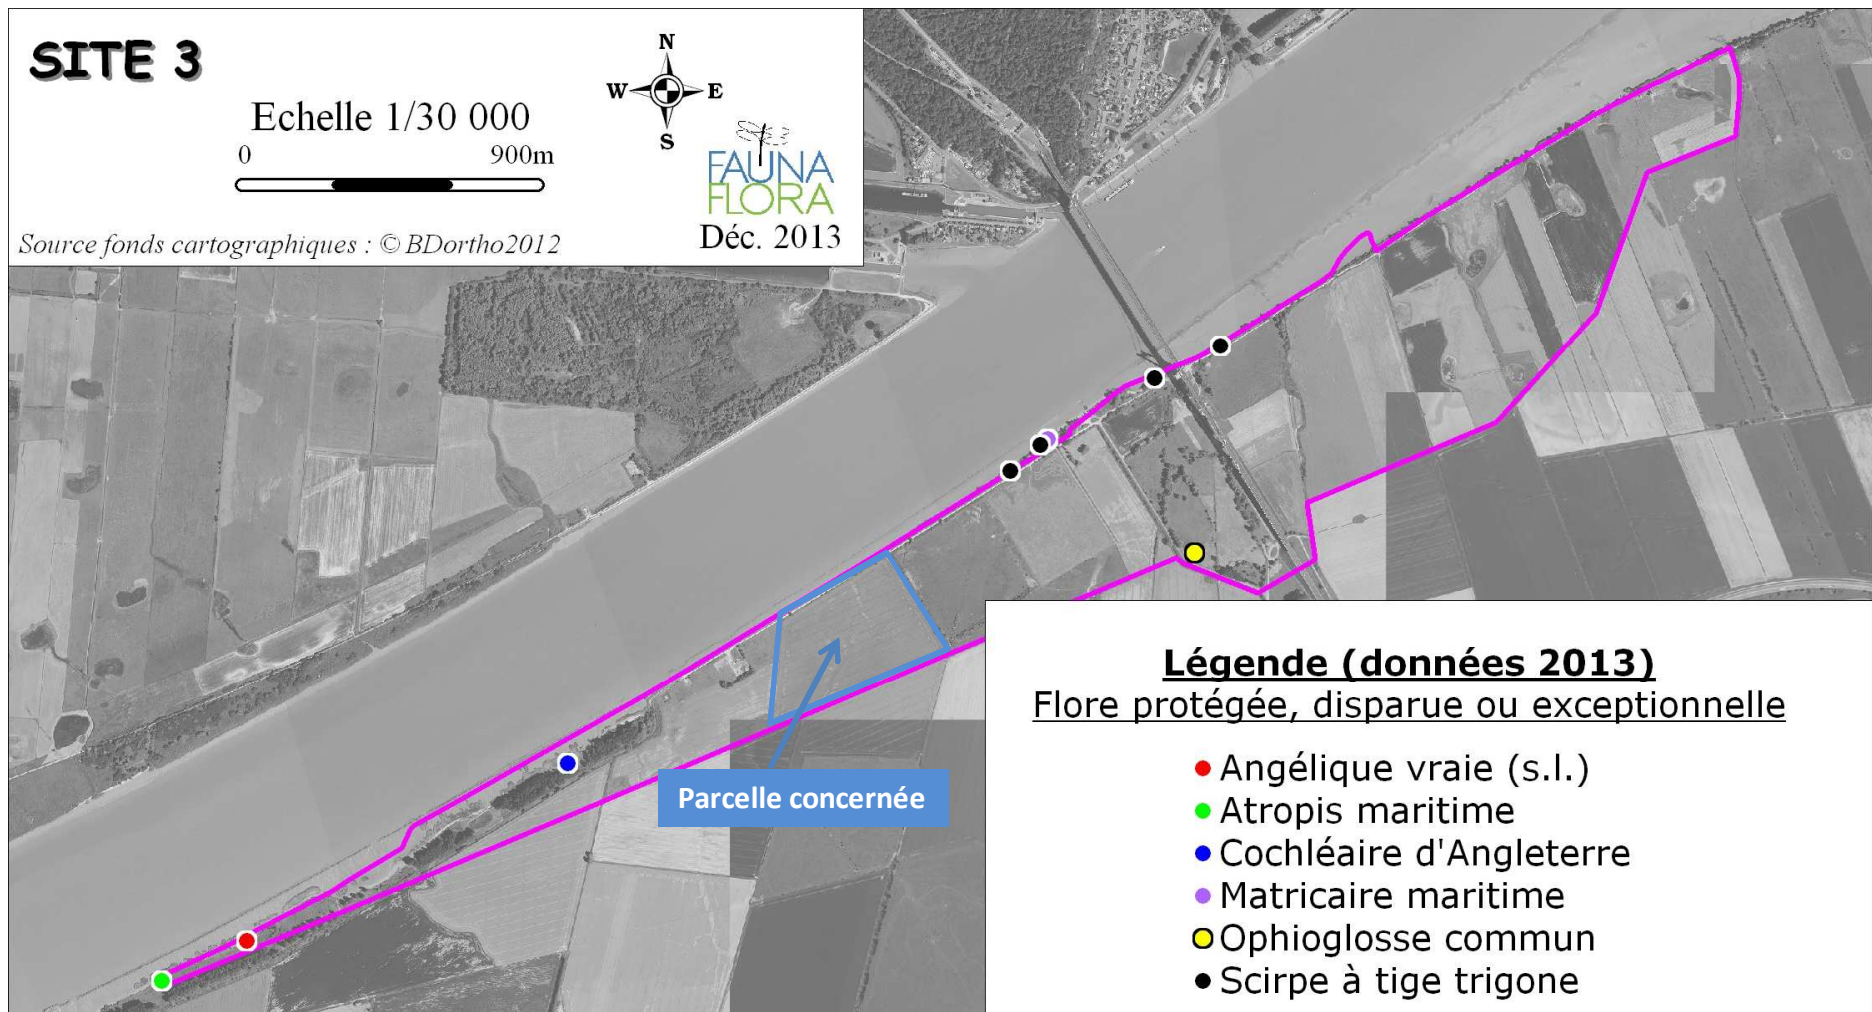 SITE 3
N
W E
S
Echelle 1/30 000
0 900m
FAUNA
FLORA
Déc. 2013
Source fonds cartographiques : © BDortho2012
Parcelle concernée
Légende (données 2013)
Flore protégée, disparue ou exceptionnelle
Angélique vraie (s.l.)
Atropis maritime
Cochléaire d'Angleterre
Matricaire maritime
Ophioglosse commun
Scirpe à tige trigone